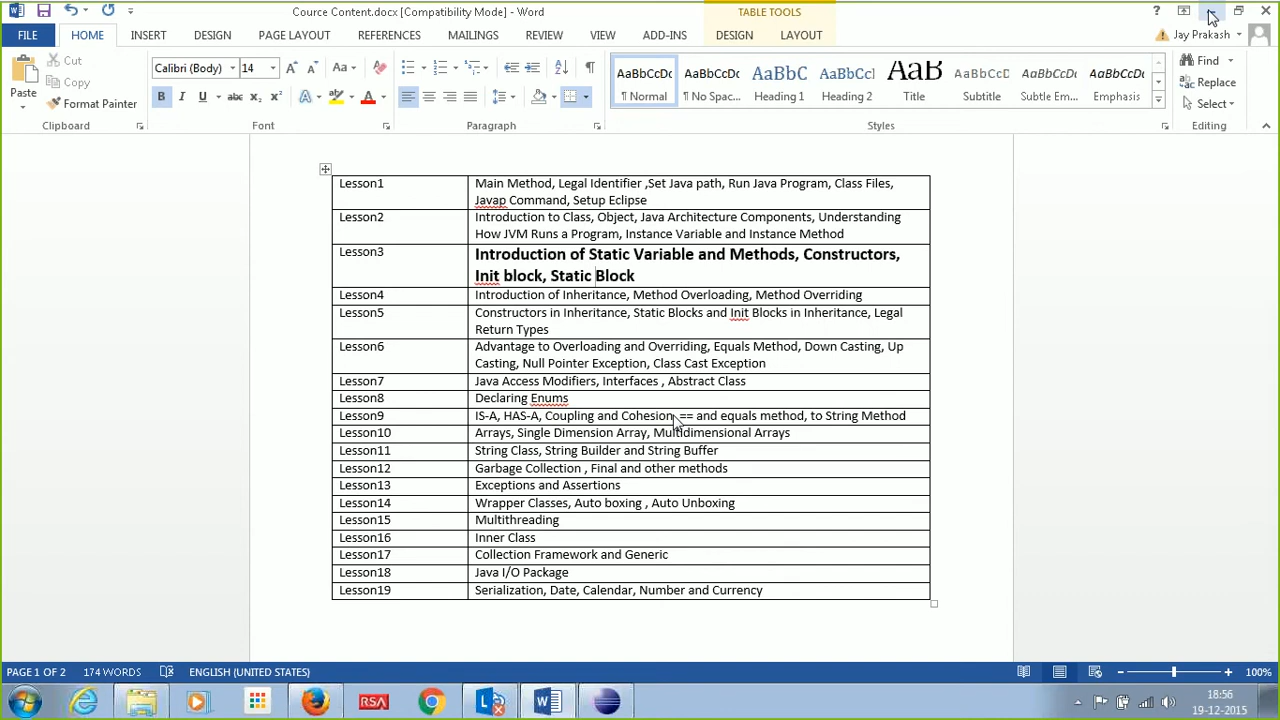 Cource Content.docx [Compatibility Mode] - Word
TABLE TOOLS
?
FILE HOME INSERT DESIGN PAGE LAYOUT REFERENCES MAILINGS REVIEW VIEW ADD-INS DESIGN LAYOUT
Jay Prakash
Paste
Cut
Copy
Format Painter
Calibri (Body) 14
AaBbCcDc AaBbCcDc AaBbC AaBbCc AaB AaBbCcD AaBbCcDc AaBbCcDc
¶ Normal ¶ No Spac... Heading 1 Heading 2 Title Subtitle Subtle Em... Emphasis
Find
Replace
Select
Clipboard Font Paragraph Styles Editing
Lesson1 Main Method, Legal Identifier ,Set Java path, Run Java Program, Class Files,
Javap Command, Setup Eclipse
Lesson2 Introduction to Class, Object, Java Architecture Components, Understanding
How JVM Runs a Program, Instance Variable and Instance Method
Lesson3 Introduction of Static Variable and Methods, Constructors,
Init block, Static Block
Lesson4 Introduction of Inheritance, Method Overloading, Method Overriding
Lesson5 Constructors in Inheritance, Static Blocks and Init Blocks in Inheritance, Legal
Return Types
Lesson6 Advantage to Overloading and Overriding, Equals Method, Down Casting, Up
Casting, Null Pointer Exception, Class Cast Exception
Lesson7 Java Access Modifiers, Interfaces , Abstract Class
Lesson8 Declaring Enums
Lesson9 IS-A, HAS-A, Coupling and Cohesion, == and equals method, to String Method
Lesson10 Arrays, Single Dimension Array, Multidimensional Arrays
Lesson11 String Class, String Builder and String Buffer
Lesson12 Garbage Collection , Final and other methods
Lesson13 Exceptions and Assertions
Lesson14 Wrapper Classes, Auto boxing , Auto Unboxing
Lesson15 Multithreading
Lesson16 Inner Class
Lesson17 Collection Framework and Generic
Lesson18 Java I/O Package
Lesson19 Serialization, Date, Calendar, Number and Currency
PAGE 1 OF 2 174 WORDS ENGLISH (UNITED STATES) 100%
RSA
18:56
19-12-2015